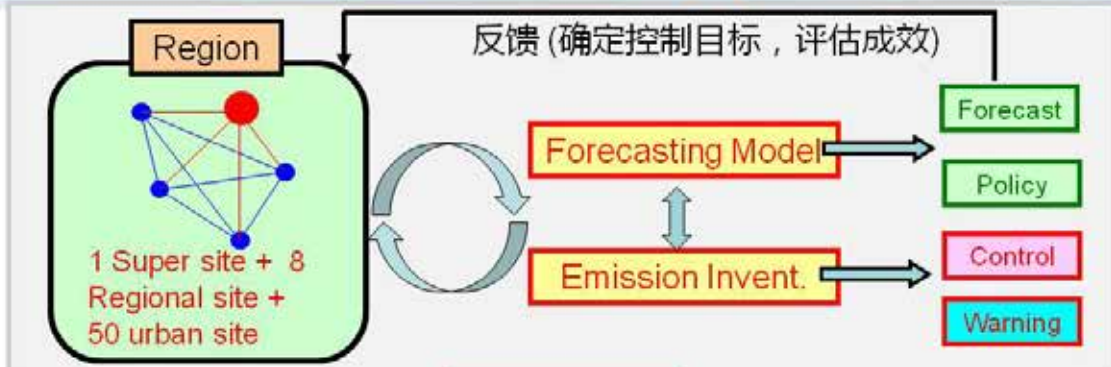 Region
反馈 (确定控制目标，评估成效)
Forecast
Forecasting Model
Policy
1 Super site + 8
Regional site +
50 urban site
Emission Invent.
Control
Warning